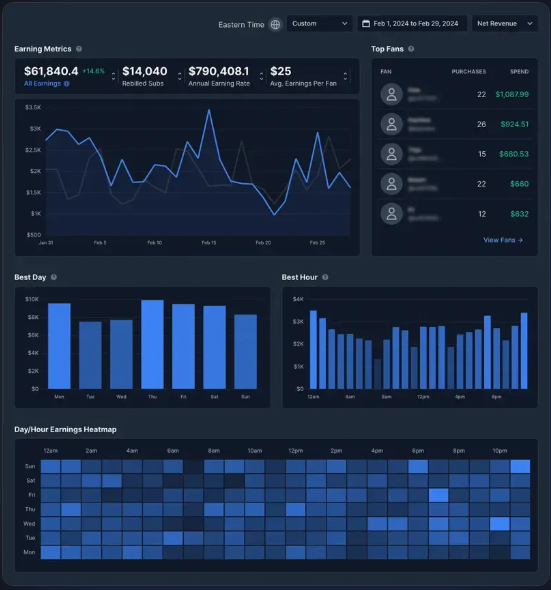 Eastern Time Custom Feb 1, 2024 to Feb 29, 2024 Net Revenue
Earning Metrics
$61,840.4 +14.6% $14,040 $790,408.1 $25
All Earnings Rebilled Subs Annual Earning Rate Avg. Earnings Per Fan
$3.5K
$3K
$2.5K
$2K
$1.5K
$1K
$500
Jan 30 Feb 5 Feb 10 Feb 15 Feb 20 Feb 25
Top Fans
FAN PURCHASES SPEND
22 $1,087.99
26 $924.51
15 $680.53
22 $660
12 $632
View Fans →
Best Day
$10K
$8K
$6K
$4K
$2K
$0
Mon Tue Wed Thu Fri Sat Sun
Best Hour
$4K
$3K
$2K
$1K
$0
12am 4am 8am 12pm 4pm 8pm
Day/Hour Earnings Heatmap
12am 2am 4am 6am 8am 10am 12pm 2pm 4pm 6pm 8pm 10pm
Sun
Sat
Fri
Thu
Wed
Tue
Mon